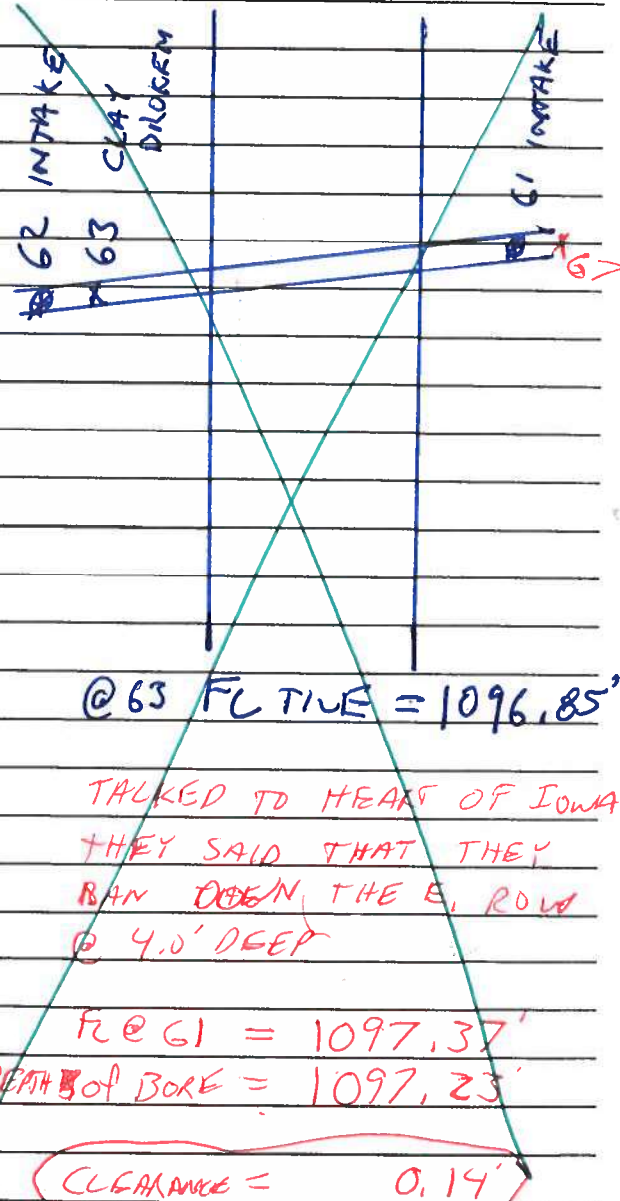 62 INTAKE
63 CLAY
BROKEN
61 INTAKE
67
@ 63 FL TILE = 1096.85'
TALKED TO HEART OF IOWA
THEY SAID THAT THEY
RAN DOWN THE E. ROW
@ 4.0' DEEP
FL @ 61 = 1097.37'
DEPTH of BORE = 1097.23'
CLEARANCE = 0.14'